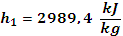 h₁ = 2989,4 kJ/kg